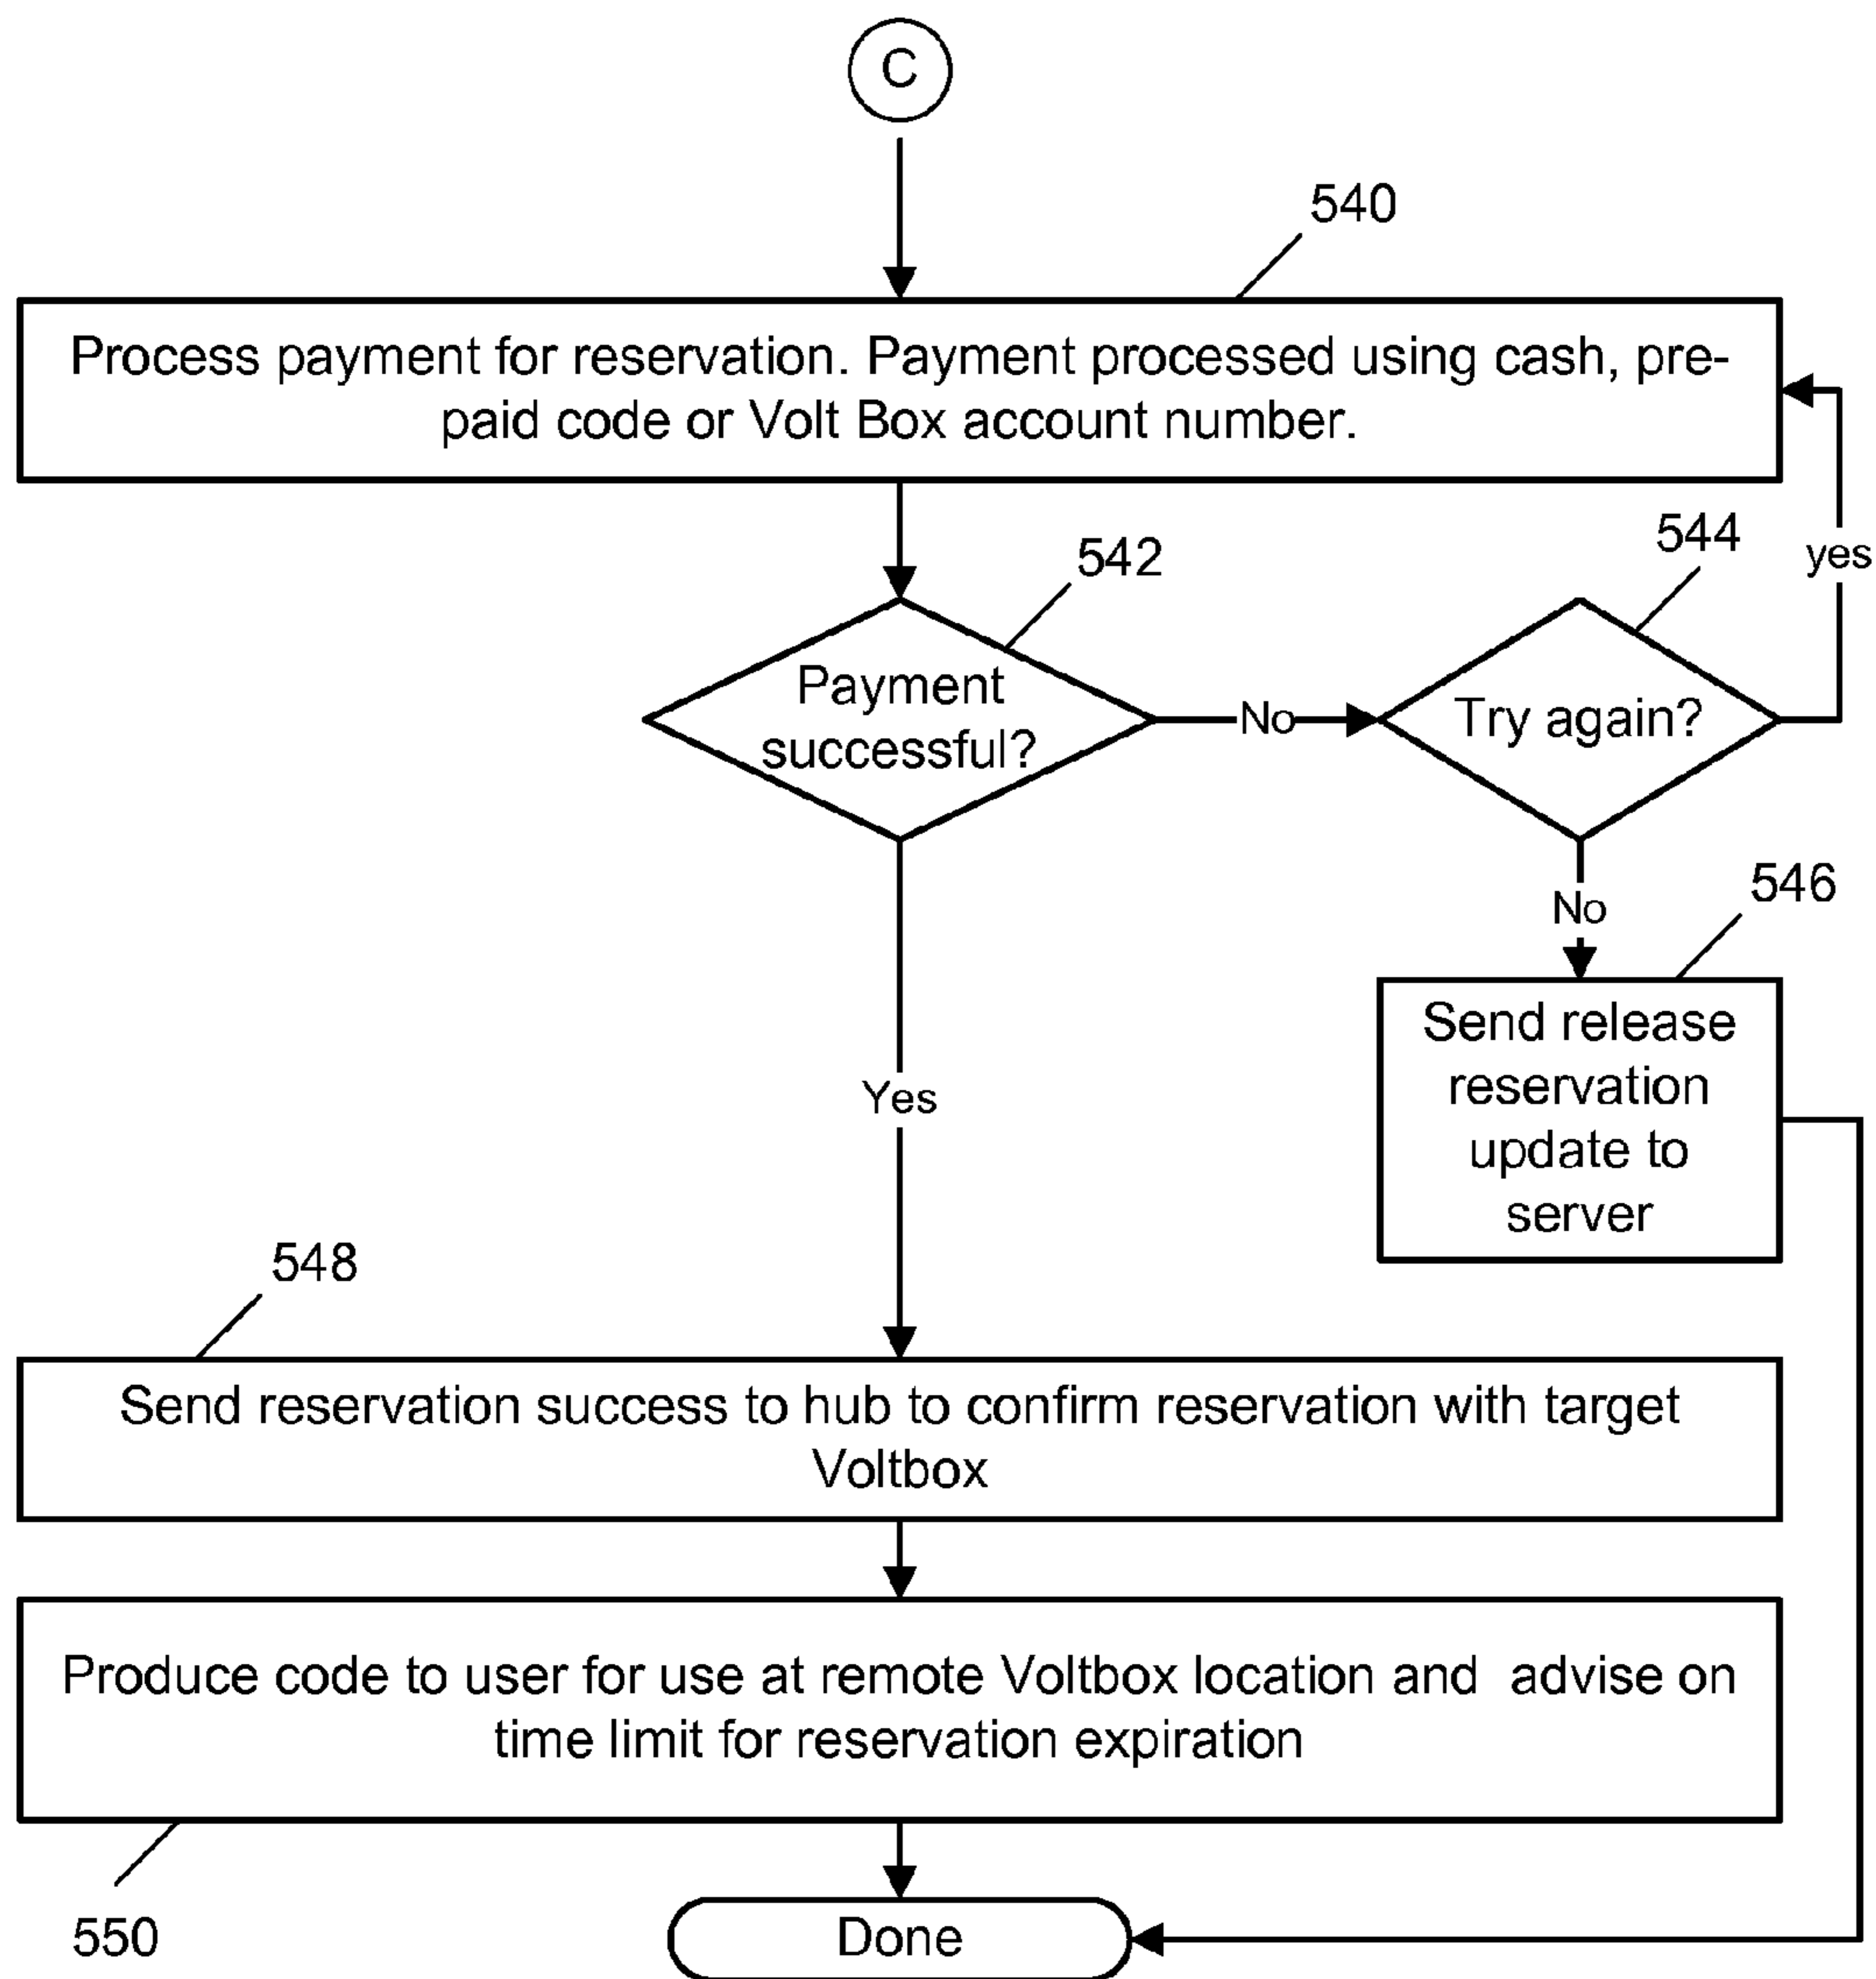 C
540
Process payment for reservation. Payment processed using cash, pre-
paid code or Volt Box account number.
542
544
yes
Payment
successful?
No
Try again?
No
546
Send release
reservation
update to
server
Yes
548
Send reservation success to hub to confirm reservation with target
Voltbox
Produce code to user for use at remote Voltbox location and  advise on
time limit for reservation expiration
550
Done